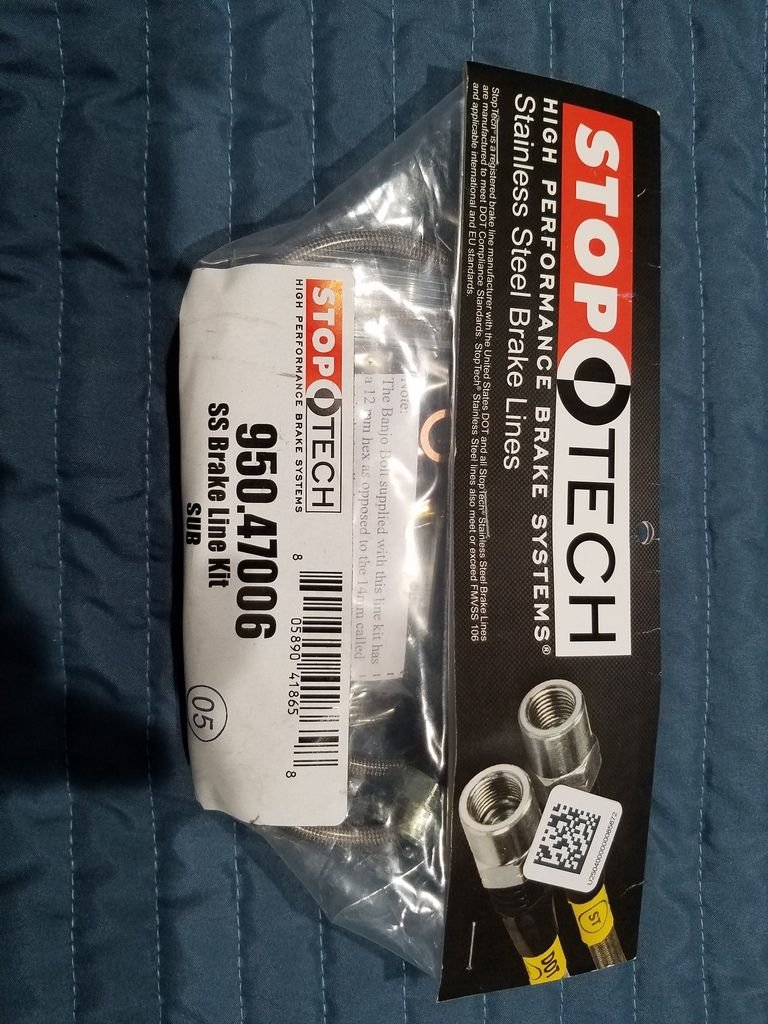 STOPTECH
HIGH PERFORMANCE BRAKE SYSTEMS®
Stainless Steel Brake Lines
StopTech® is a registered brake line manufacturer with the United States DOT and all StopTech® Stainless Steel Brake Lines
are manufactured to meet DOT Compliance Standards. StopTech® Stainless Steel lines also meet or exceed FMVSS 106
and applicable international and EU standards.
DOT
ST
Note:
The Banjo Bolt supplied with this line kit has
a 12 mm hex as opposed to the 14mm called
STOPTECH
HIGH PERFORMANCE BRAKE SYSTEMS
950.47006
SS Brake Line Kit
SUB
8 05890 41865 8
05